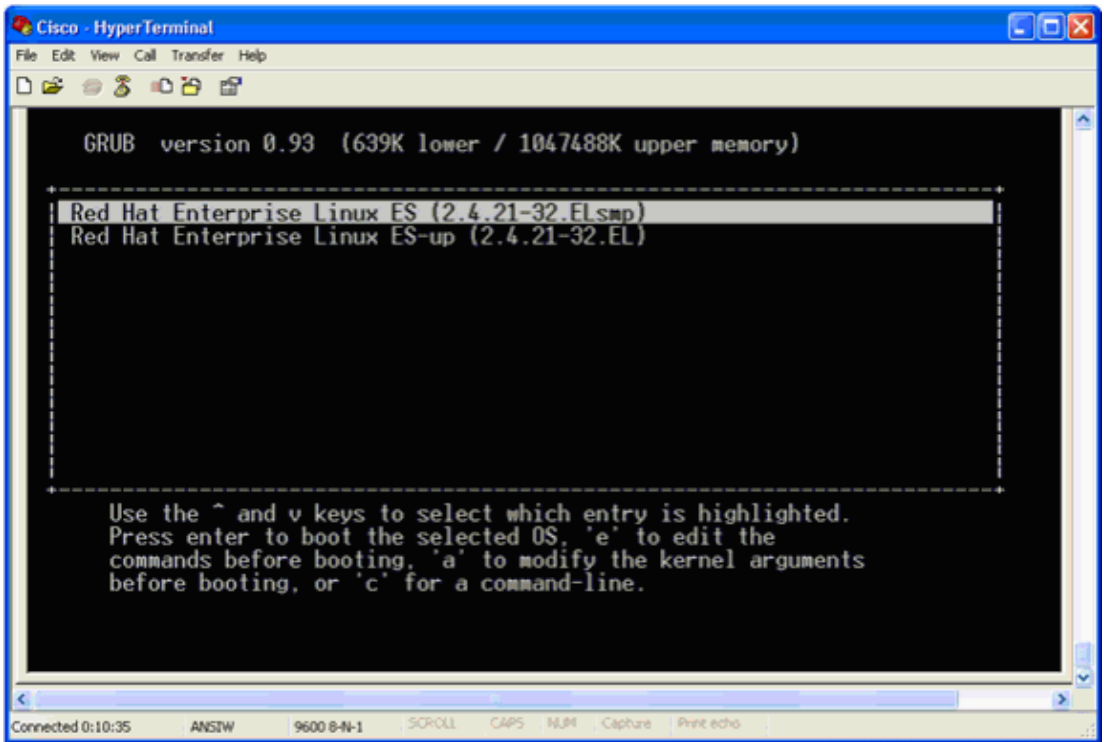 Cisco - HyperTerminal
File Edit View Call Transfer Help
GRUB version 0.93 (639K lower / 1047488K upper memory)
Red Hat Enterprise Linux ES (2.4.21-32.ELsmp)
Red Hat Enterprise Linux ES-up (2.4.21-32.EL)
Use the ^ and v keys to select which entry is highlighted.
Press enter to boot the selected OS, 'e' to edit the
commands before booting, 'a' to modify the kernel arguments
before booting, or 'c' for a command-line.
Connected 0:10:35 ANSIW 9600 8-N-1 SCROLL CAPS NUM Capture Print echo